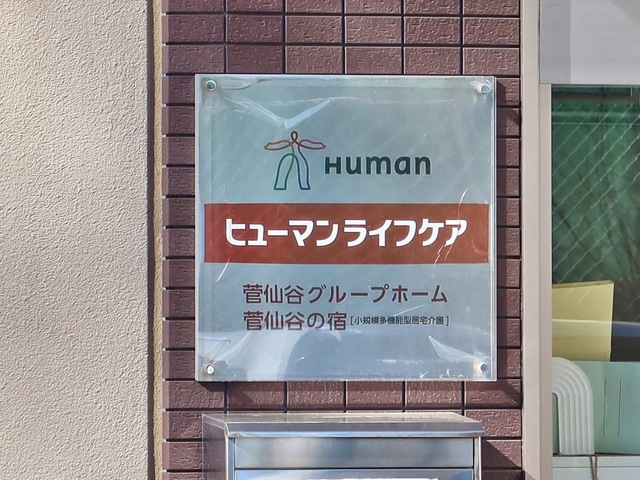 Human
ヒューマンライフケア
菅仙谷グループホーム
菅仙谷の宿[小規模多機能型居宅介護]